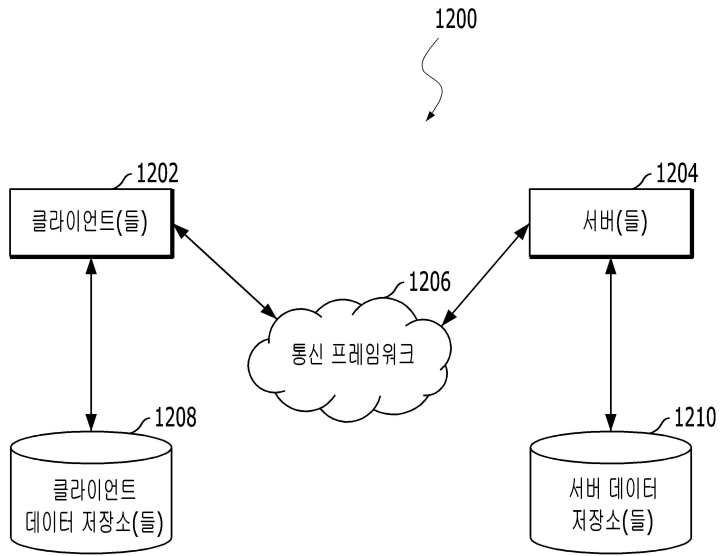 1200
1202
클라이언트(들)
1204
서버(들)
1206
통신 프레임워크
1208
클라이언트
데이터 저장소(들)
1210
서버 데이터
저장소(들)